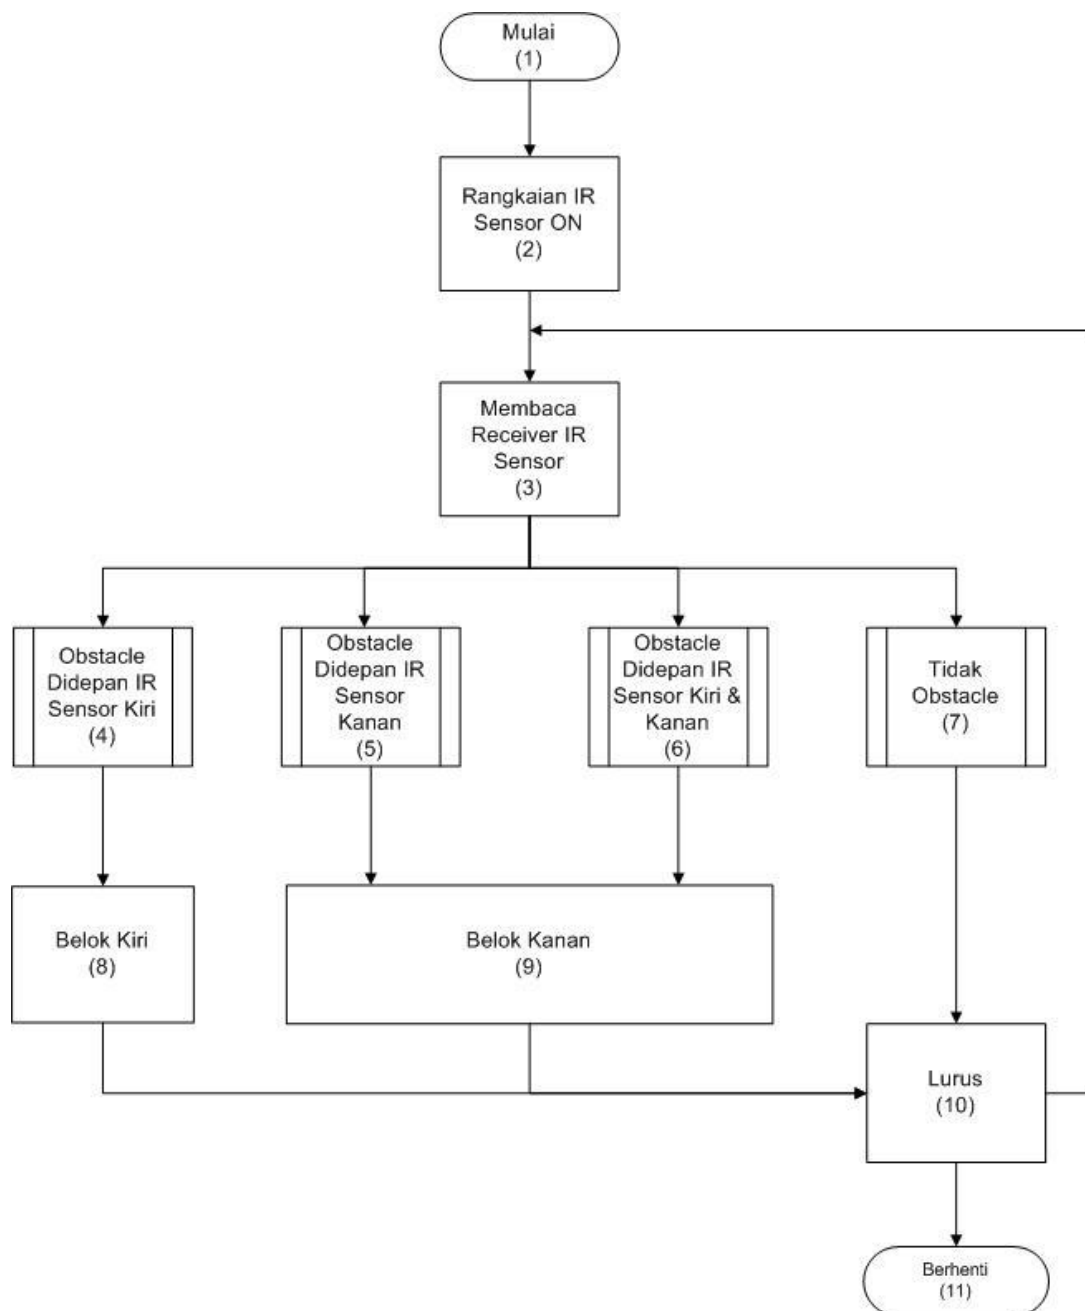 Mulai
(1)
Rangkaian IR
Sensor ON
(2)
Membaca
Receiver IR
Sensor
(3)
Obstacle
Didepan IR
Sensor Kiri
(4)
Obstacle
Didepan IR
Sensor
Kanan
(5)
Obstacle
Didepan IR
Sensor Kiri &
Kanan
(6)
Tidak
Obstacle
(7)
Belok Kiri
(8)
Belok Kanan
(9)
Lurus
(10)
Berhenti
(11)